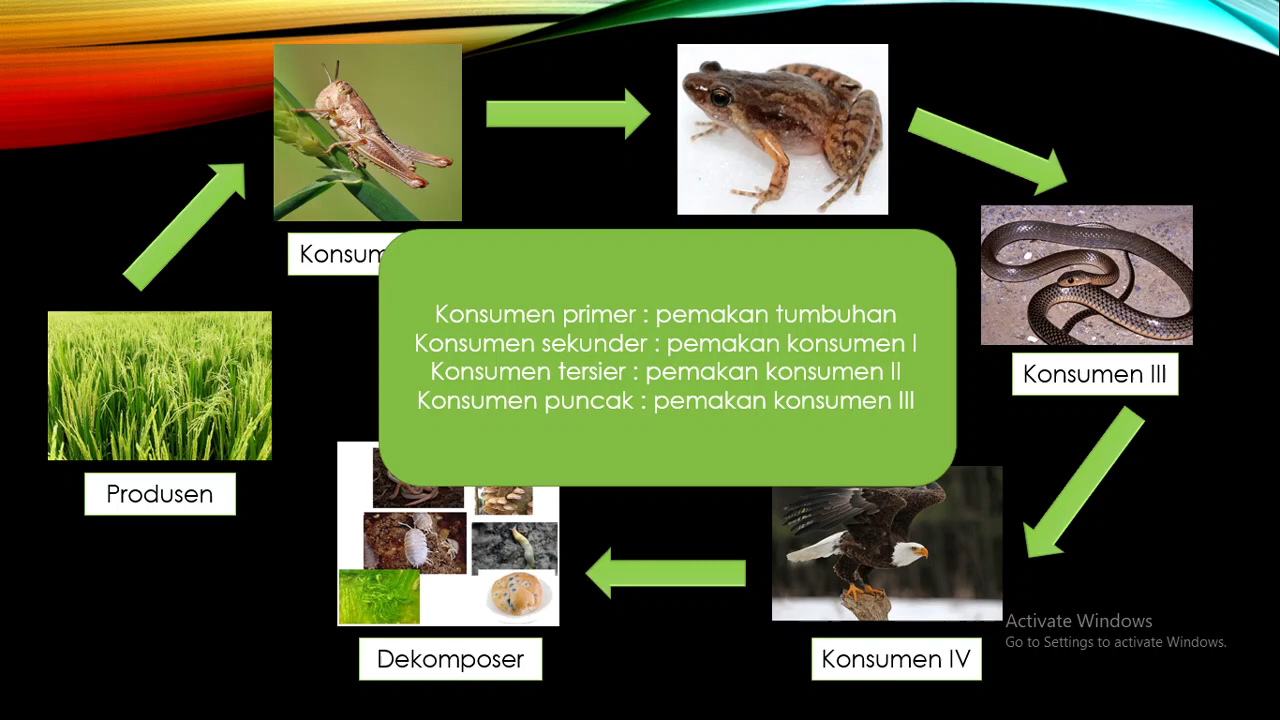 Konsum
Konsumen primer : pemakan tumbuhan
Konsumen sekunder : pemakan konsumen I
Konsumen tersier : pemakan konsumen II
Konsumen puncak : pemakan konsumen III
Konsumen III
Produsen
Dekomposer
Konsumen IV
Activate Windows
Go to Settings to activate Windows.